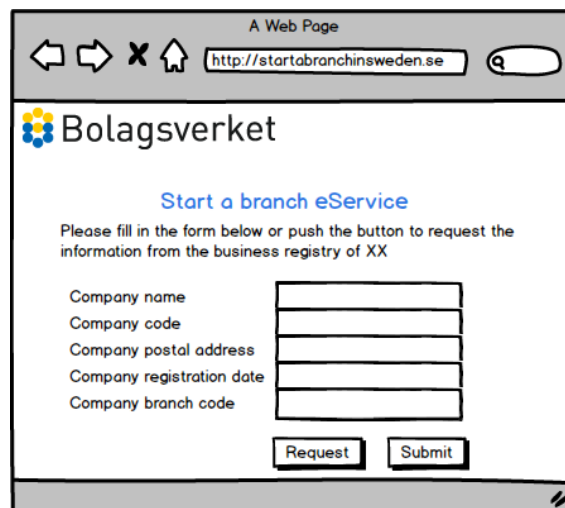 A Web Page
http://startabranchinsweden.se
Bolagsverket
Start a branch eService
Please fill in the form below or push the button to request the
information from the business registry of XX
Company name
Company code
Company postal address
Company registration date
Company branch code
Request Submit